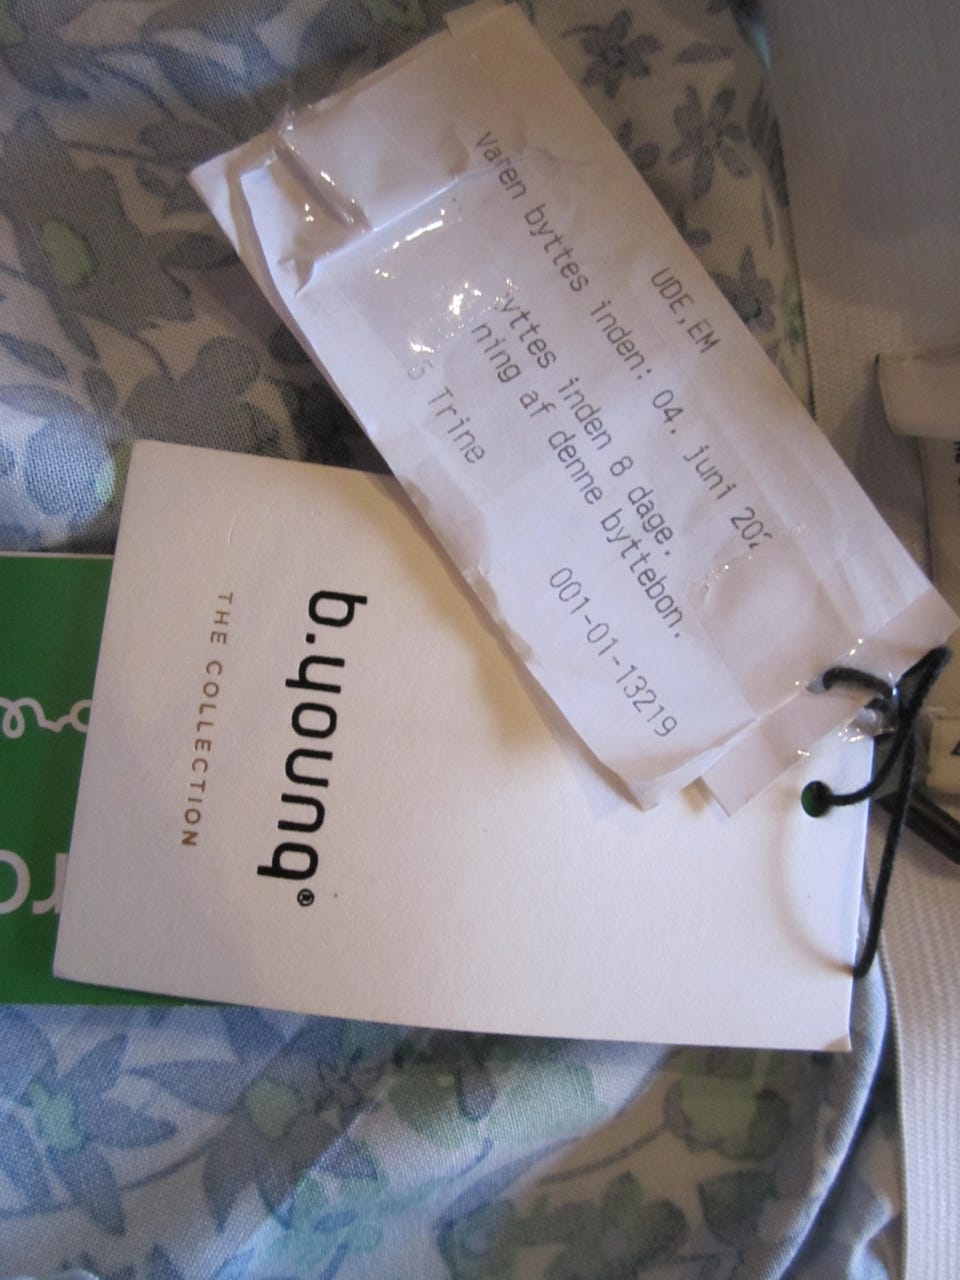 UDE,EM
Varen byttes inden: 04. juni
yttes inden 8 dage.
ning af denne byttebon.
5 Trine
001-01-13219
b.young®
THE COLLECTION